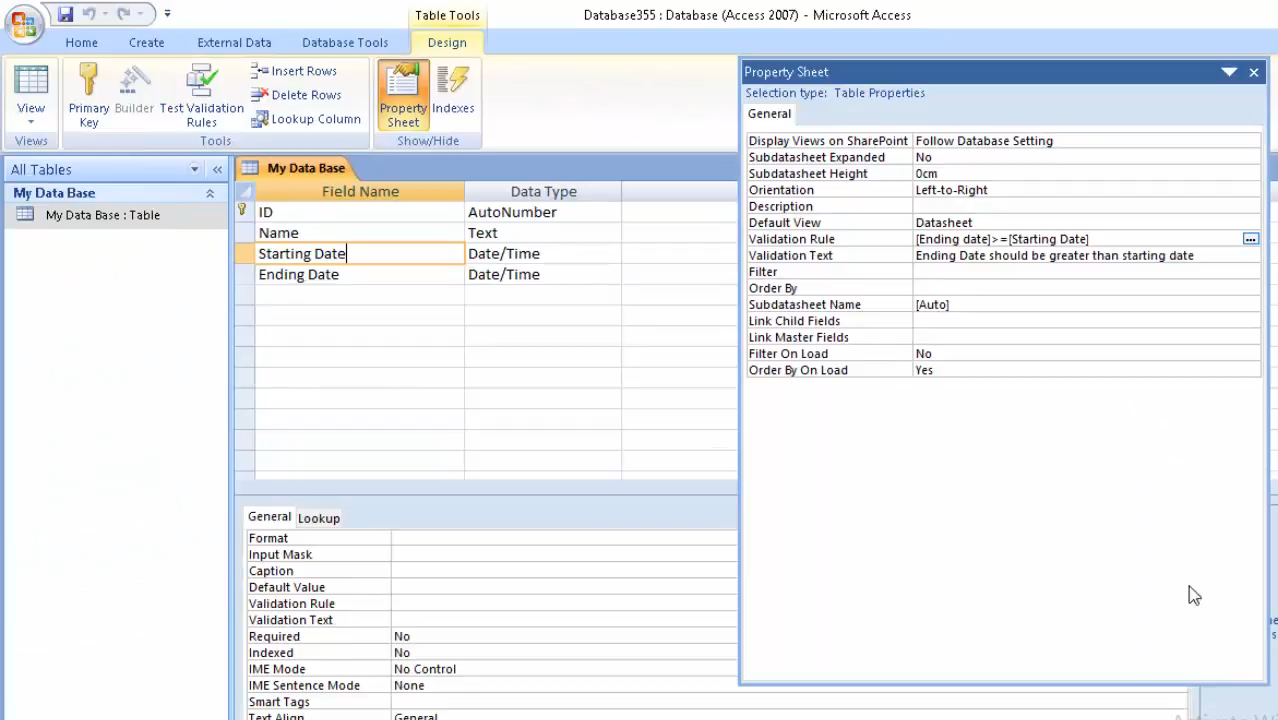 Table Tools
Database355 : Database (Access 2007) - Microsoft Access
Home Create External Data Database Tools Design
View
Primary Key
Builder
Test Validation Rules
Insert Rows
Delete Rows
Lookup Column
Property Sheet
Indexes
Views
Tools
Show/Hide
All Tables
My Data Base
My Data Base : Table
My Data Base
Field Name Data Type
ID AutoNumber
Name Text
Starting Date Date/Time
Ending Date Date/Time
General Lookup
Format
Input Mask
Caption
Default Value
Validation Rule
Validation Text
Required No
Indexed No
IME Mode No Control
IME Sentence Mode None
Smart Tags
Text Align General
Property Sheet
Selection type: Table Properties
General
Display Views on SharePoint Follow Database Setting
Subdatasheet Expanded No
Subdatasheet Height 0cm
Orientation Left-to-Right
Description
Default View Datasheet
Validation Rule [Ending date]>=[Starting Date]
Validation Text Ending Date should be greater than starting date
Filter
Order By
Subdatasheet Name [Auto]
Link Child Fields
Link Master Fields
Filter On Load No
Order By On Load Yes